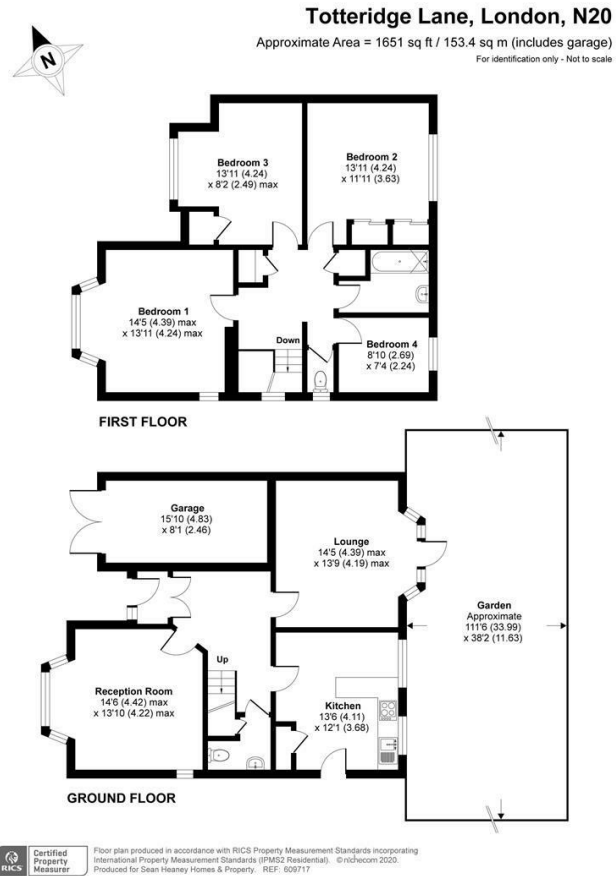 Totteridge Lane, London, N20
Approximate Area = 1651 sq ft / 153.4 sq m (includes garage)
For identification only - Not to scale
N
Bedroom 3
13'11 (4.24)
x 8'2 (2.49) max
Bedroom 2
13'11 (4.24)
x 11'11 (3.63)
Bedroom 1
14'5 (4.39) max
x 13'11 (4.24) max
Down
Bedroom 4
8'10 (2.69)
x 7'4 (2.24)
FIRST FLOOR
Garage
15'10 (4.83)
x 8'1 (2.46)
Lounge
14'5 (4.39) max
x 13'9 (4.19) max
Garden
Approximate
111'6 (33.99)
x 38'2 (11.63)
Up
Reception Room
14'6 (4.42) max
x 13'10 (4.22) max
Kitchen
13'6 (4.11)
x 12'1 (3.68)
GROUND FLOOR
RICS
Certified
Property
Measurer
Floor plan produced in accordance with RICS Property Measurement Standards incorporating
International Property Measurement Standards (IPMS2 Residential). © nichecom 2020.
Produced for Sean Heaney Homes & Property. REF: 609717